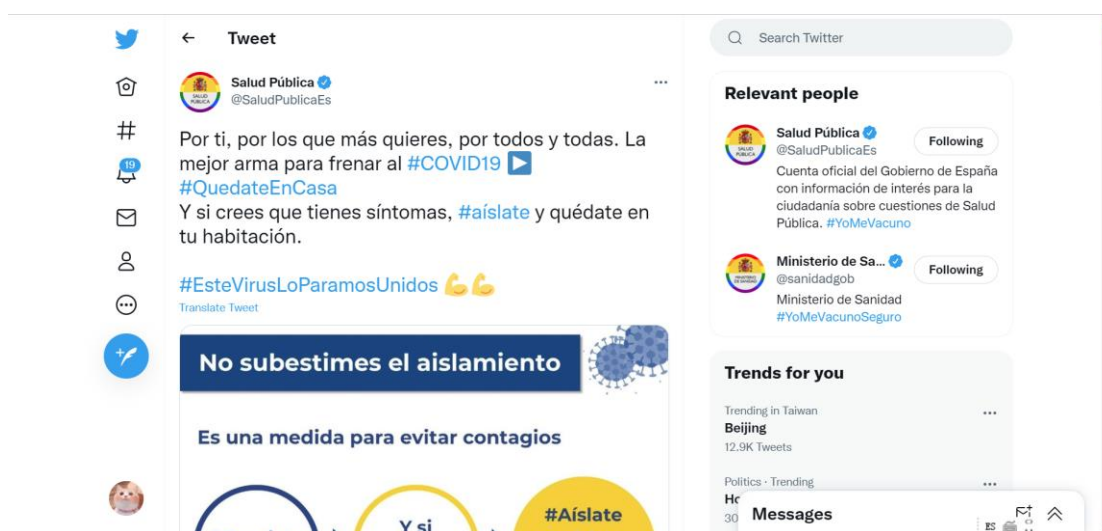 Tweet
Salud Pública
@SaludPublicaEs
Por ti, por los que más quieres, por todos y todas. La
mejor arma para frenar al #COVID19 ▶
#QuedateEnCasa
Y si crees que tienes síntomas, #aíslate y quédate en
tu habitación.
#EsteVirusLoParamosUnidos 💪💪
Translate Tweet
No subestimes el aislamiento
Es una medida para evitar contagios
Y si
#Aíslate
19
Search Twitter
Relevant people
Salud Pública
@SaludPublicaEs
Following
Cuenta oficial del Gobierno de España
con información de interés para la
ciudadanía sobre cuestiones de Salud
Pública. #YoMeVacuno
Ministerio de Sa...
@sanidadgob
Following
Ministerio de Sanidad
#YoMeVacunoSeguro
Trends for you
Trending in Taiwan
Beijing
12.9K Tweets
Politics · Trending
30
Messages
ES